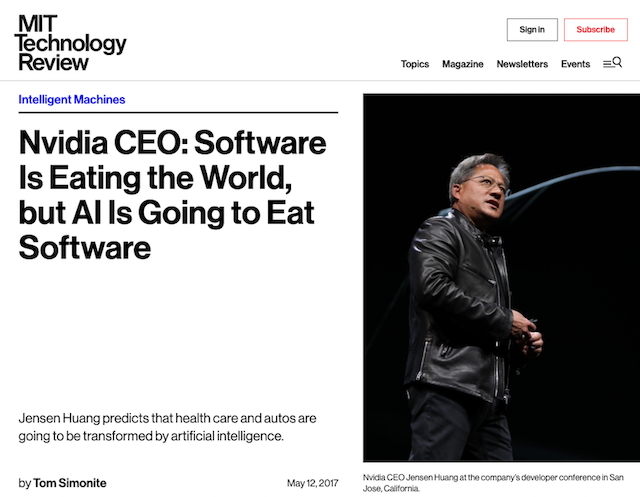 MIT
Technology
Review
Sign in
Subscribe
Topics
Magazine
Newsletters
Events
Intelligent Machines
Nvidia CEO: Software
Is Eating the World,
but AI Is Going to Eat
Software
Jensen Huang predicts that health care and autos are
going to be transformed by artificial intelligence.
by Tom Simonite
May 12, 2017
Nvidia CEO Jensen Huang at the company's developer conference in San
Jose, California.